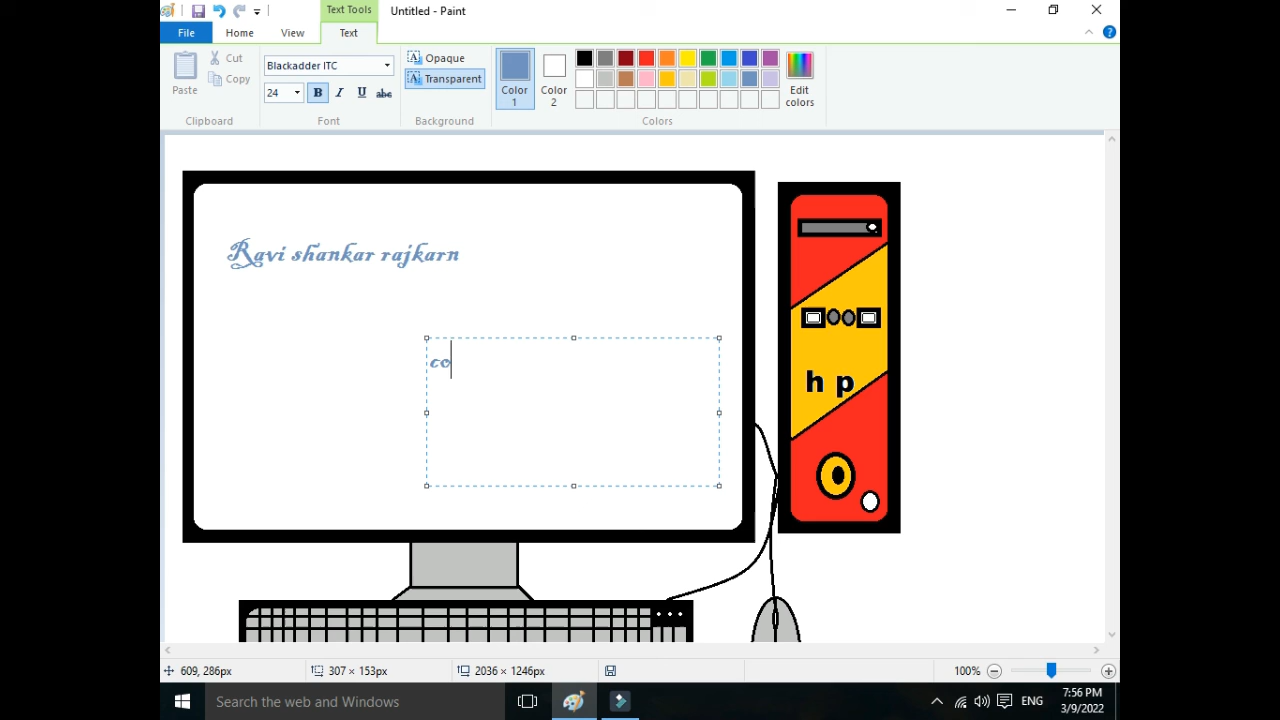 Text Tools
Untitled - Paint
File
Home
View
Text
Paste
Cut
Copy
Clipboard
Blackadder ITC
24
B
I
U
abc
Font
A Opaque
A Transparent
Background
Color
1
Color
2
Edit
colors
Colors
Ravi shankar rajkarn
co
h p
609, 286px
307 × 153px
2036 × 1246px
100%
Search the web and Windows
ENG
7:56 PM
3/9/2022